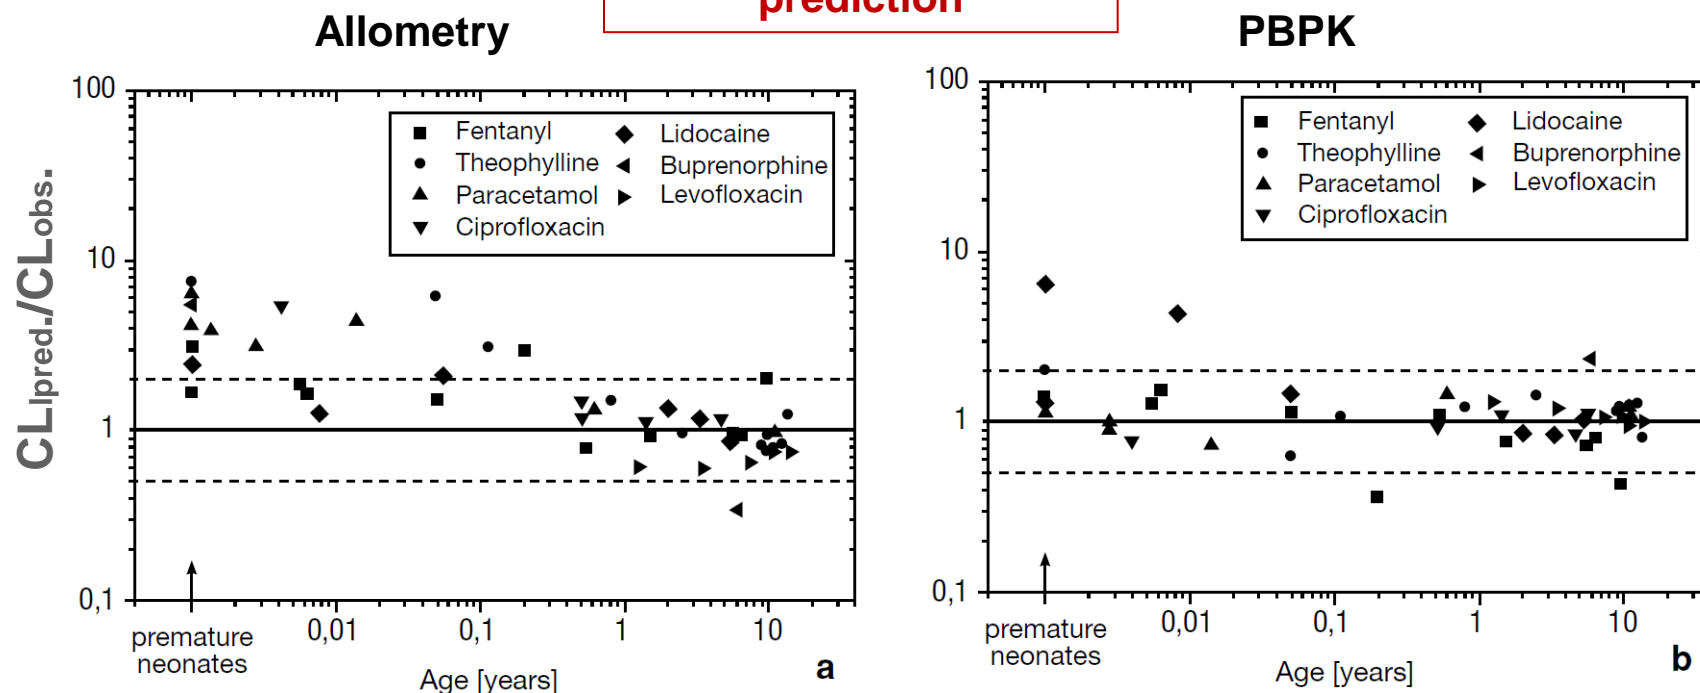 prediction
Allometry
PBPK
CLlpred./CLobs.
100
10
1
0,1
Fentanyl
Theophylline
Paracetamol
Ciprofloxacin
Lidocaine
Buprenorphine
Levofloxacin
premature
neonates
0,01
0,1
1
10
Age [years]
a
100
10
1
0,1
Fentanyl
Theophylline
Paracetamol
Ciprofloxacin
Lidocaine
Buprenorphine
Levofloxacin
premature
neonates
0,01
0,1
1
10
Age [years]
b